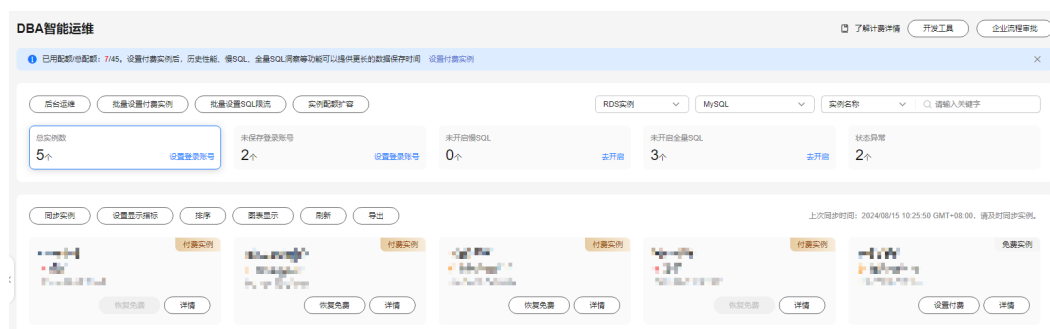 DBA智能运维
了解计费详情 开发工具 企业流程审批
已用配额/总配额：7/45。设置付费实例后，历史性能、慢SQL、全量SQL洞察等功能可以提供更长的数据保存时间 设置付费实例
后台运维 批量设置付费实例 批量设置SQL限流 实例配额扩容 RDS实例 MySQL 实例名称 请输入关键字
总实例数 未保存登录账号 未开启慢SQL 未开启全量SQL 状态异常
5个 设置登录账号 2个 设置登录账号 0个 去开启 3个 去开启 2个
同步实例 设置显示指标 排序 图表显示 刷新 导出 上次同步时间：2024/08/15 10:25:50 GMT+08:00，请及时同步实例。
付费实例 付费实例 付费实例 付费实例 免费实例
恢复免费 详情 恢复免费 详情 恢复免费 详情 恢复免费 详情 设置付费 详情